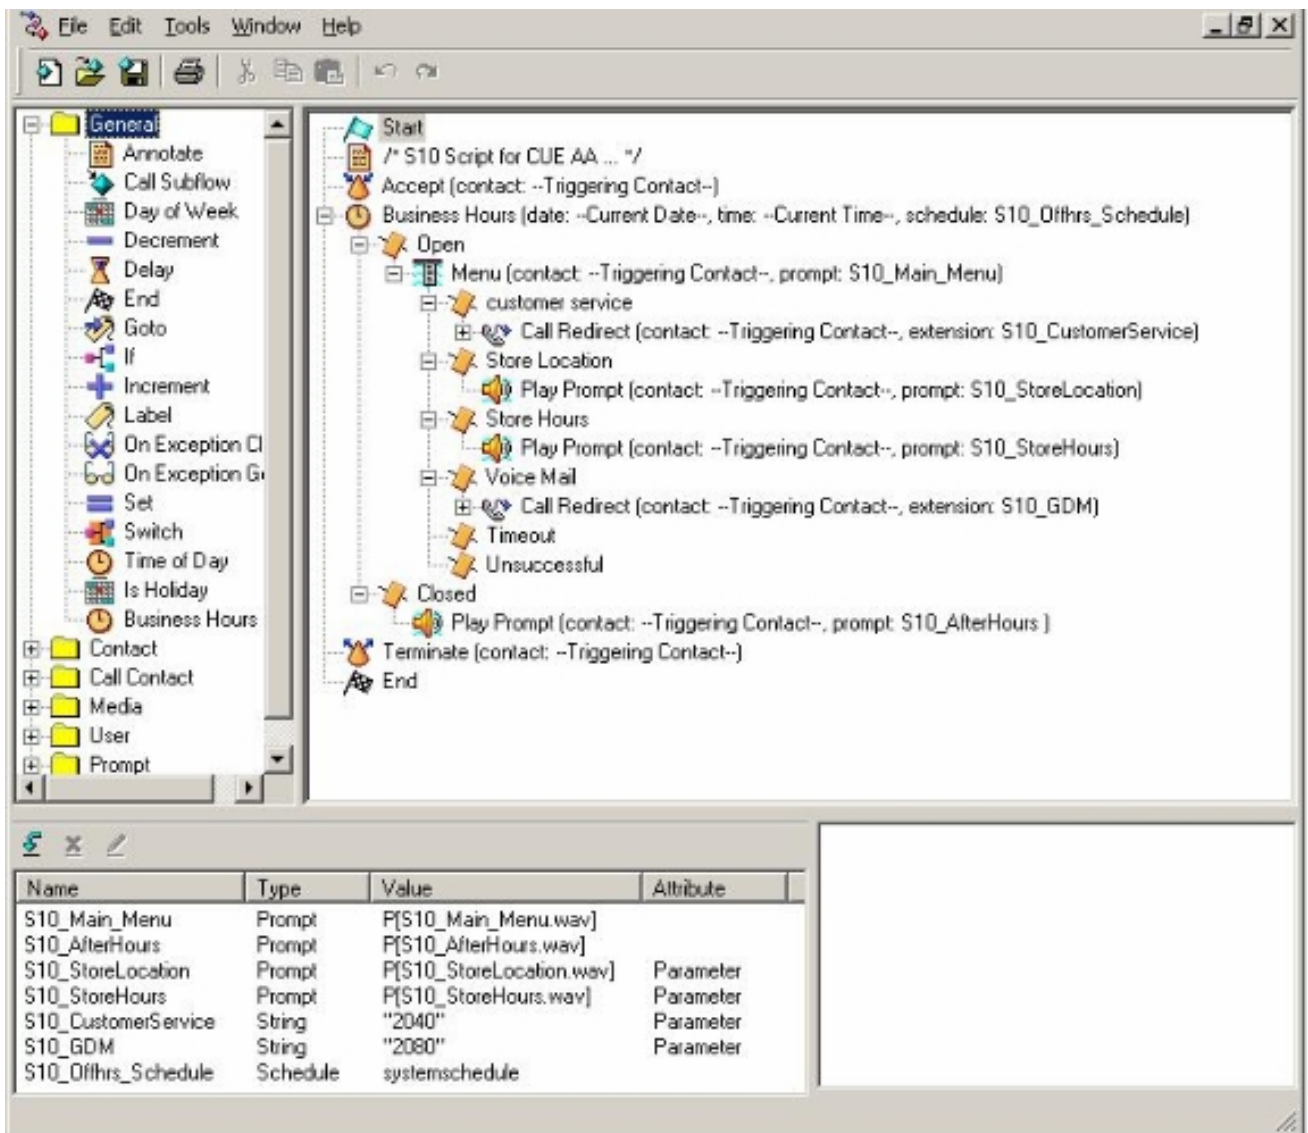 File Edit Tools Window Help
General
Annotate
Call Subflow
Day of Week
Decrement
Delay
End
Goto
If
Increment
Label
On Exception Cl
On Exception G
Set
Switch
Time of Day
Is Holiday
Business Hours
Contact
Call Contact
Media
User
Prompt
Start
/* S10 Script for CUE AA ... */
Accept (contact: --Triggering Contact--)
Business Hours (date: --Current Date--, time: --Current Time--, schedule: S10_Offhrs_Schedule)
Open
Menu (contact: --Triggering Contact--, prompt: S10_Main_Menu)
customer service
Call Redirect (contact: --Triggering Contact--, extension: S10_CustomerService)
Store Location
Play Prompt (contact: --Triggering Contact--, prompt: S10_StoreLocation)
Store Hours
Play Prompt (contact: --Triggering Contact--, prompt: S10_StoreHours)
Voice Mail
Call Redirect (contact: --Triggering Contact--, extension: S10_GDM)
Timeout
Unsuccessful
Closed
Play Prompt (contact: --Triggering Contact--, prompt: S10_AfterHours )
Terminate (contact: --Triggering Contact--)
End
Name Type Value Attribute
S10_Main_Menu Prompt P[S10_Main_Menu.wav]
S10_AfterHours Prompt P[S10_AfterHours.wav]
S10_StoreLocation Prompt P[S10_StoreLocation.wav] Parameter
S10_StoreHours Prompt P[S10_StoreHours.wav] Parameter
S10_CustomerService String "2040" Parameter
S10_GDM String "2080" Parameter
S10_Offhrs_Schedule Schedule systemschedule